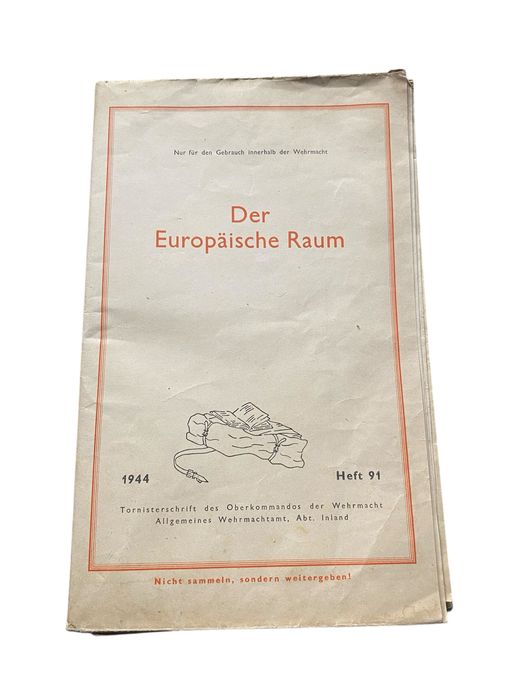 Nur für den Gebrauch innerhalb der Wehrmacht
Der
Europäische Raum
1944 Heft 91
Tornisterschrift des Oberkommandos der Wehrmacht
Allgemeines Wehrmachtamt, Abt. Inland
Nicht sammeln, sondern weitergeben!